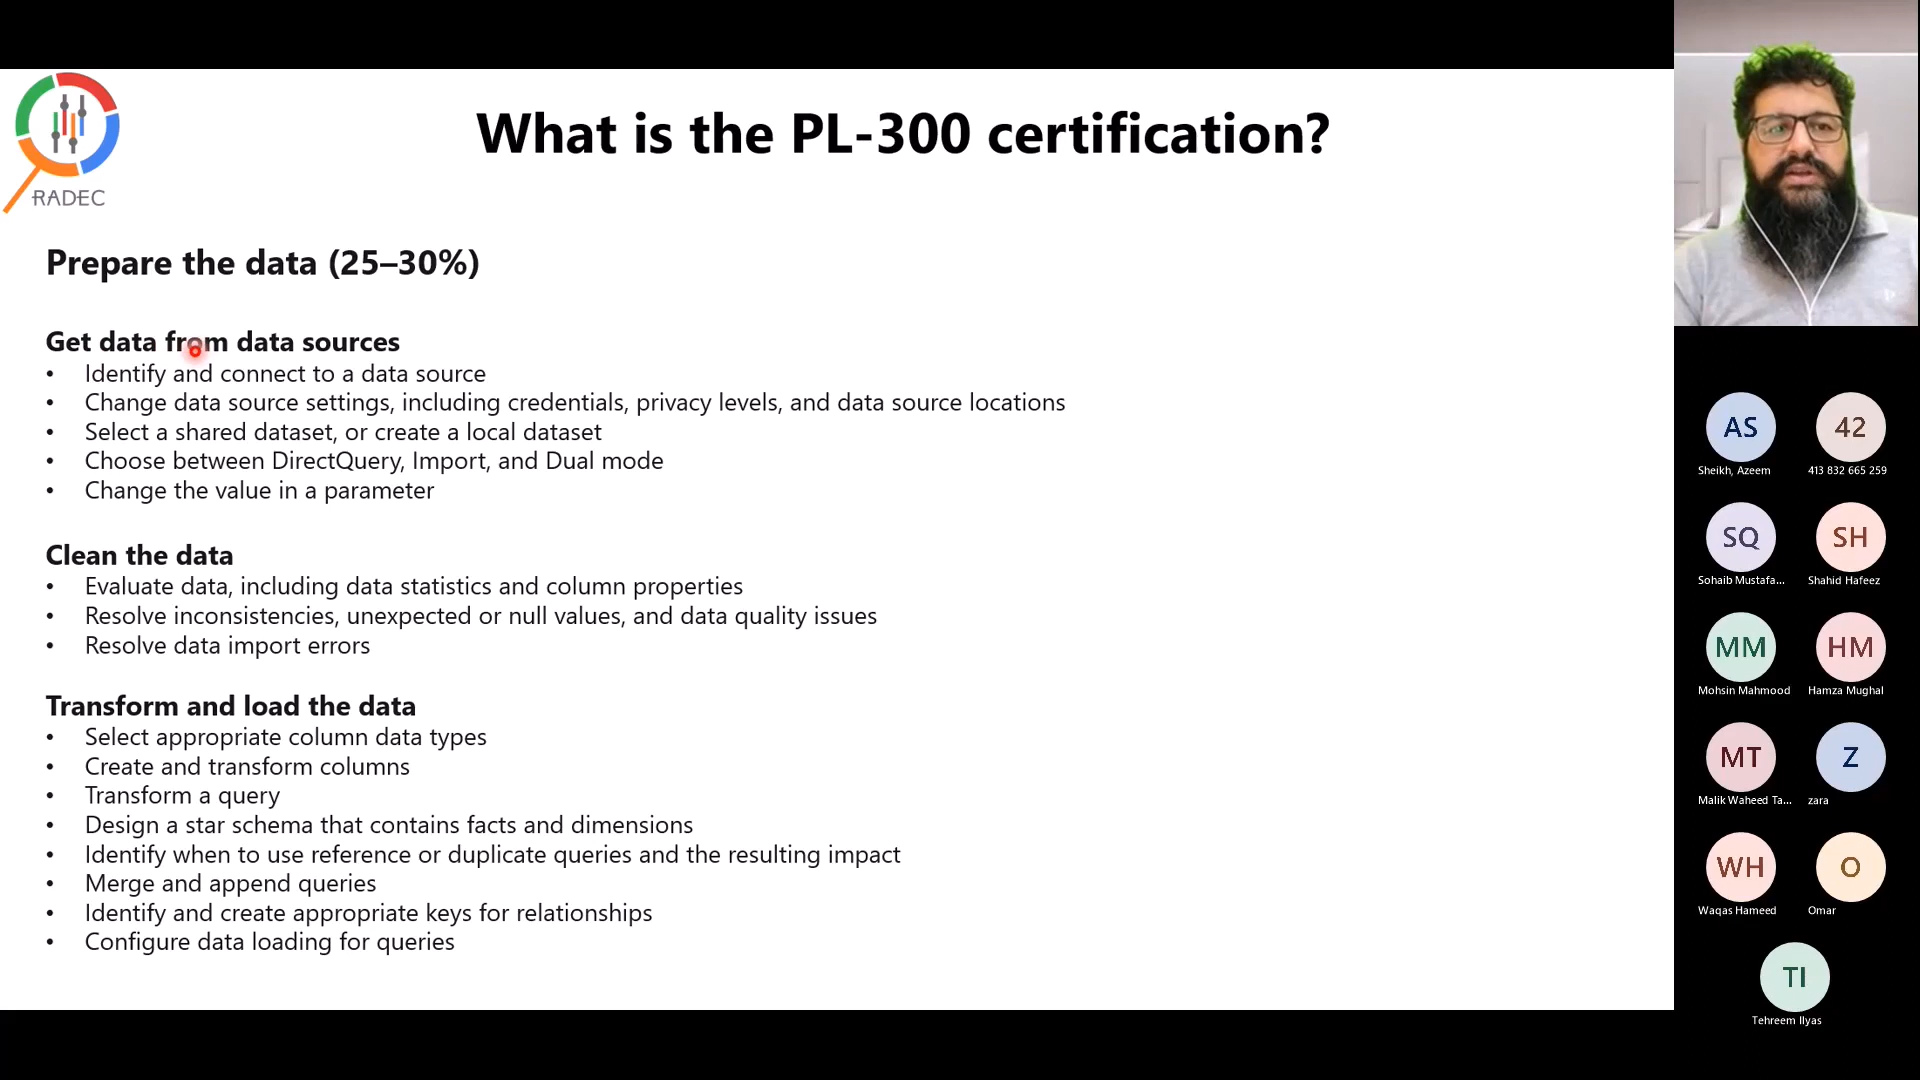 RADEC
What is the PL-300 certification?
Prepare the data (25–30%)
Get data from data sources
• Identify and connect to a data source
• Change data source settings, including credentials, privacy levels, and data source locations
• Select a shared dataset, or create a local dataset
• Choose between DirectQuery, Import, and Dual mode
• Change the value in a parameter
Clean the data
• Evaluate data, including data statistics and column properties
• Resolve inconsistencies, unexpected or null values, and data quality issues
• Resolve data import errors
Transform and load the data
• Select appropriate column data types
• Create and transform columns
• Transform a query
• Design a star schema that contains facts and dimensions
• Identify when to use reference or duplicate queries and the resulting impact
• Merge and append queries
• Identify and create appropriate keys for relationships
• Configure data loading for queries
AS
Sheikh, Azeem
42
413 832 665 259
SQ
Sohaib Mustafa...
SH
Shahid Hafeez
MM
Mohsin Mahmood
HM
Hamza Mughal
MT
Malik Waheed Ta...
Z
zara
WH
Waqas Hameed
O
Omar
TI
Tehreem Ilyas